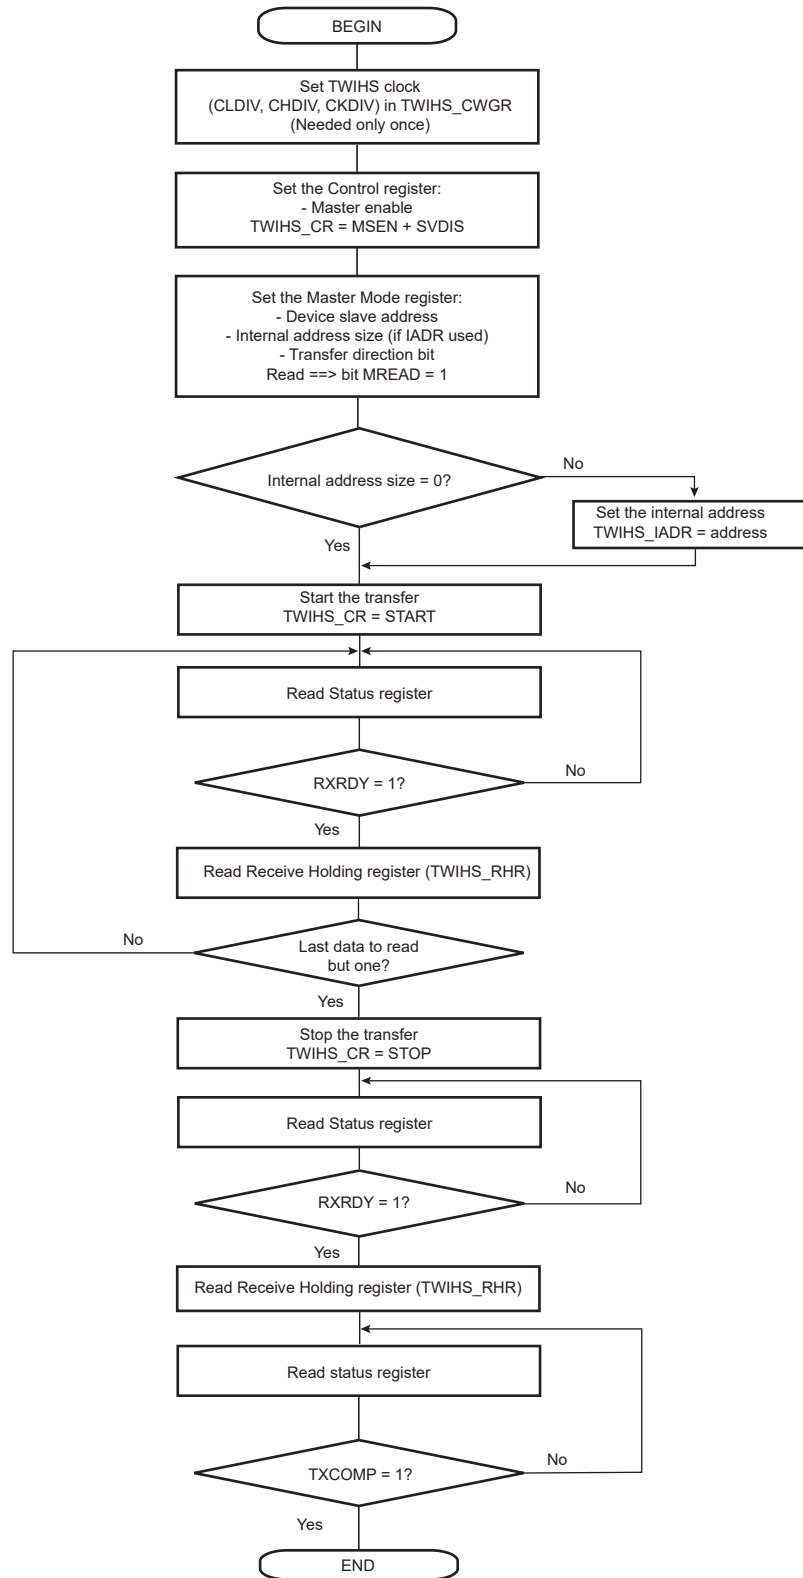 BEGIN
Set TWIHS clock
(CLDIV, CHDIV, CKDIV) in TWIHS_CWGR
(Needed only once)
Set the Control register:
- Master enable
TWIHS_CR = MSEN + SVDIS
Set the Master Mode register:
- Device slave address
- Internal address size (if IADR used)
- Transfer direction bit
Read ==> bit MREAD = 1
Internal address size = 0?
No
Set the internal address
TWIHS_IADR = address
Yes
Start the transfer
TWIHS_CR = START
Read Status register
RXRDY = 1?
No
Yes
Read Receive Holding register (TWIHS_RHR)
Last data to read
but one?
No
Yes
Stop the transfer
TWIHS_CR = STOP
Read Status register
RXRDY = 1?
No
Yes
Read Receive Holding register (TWIHS_RHR)
Read status register
TXCOMP = 1?
No
Yes
END